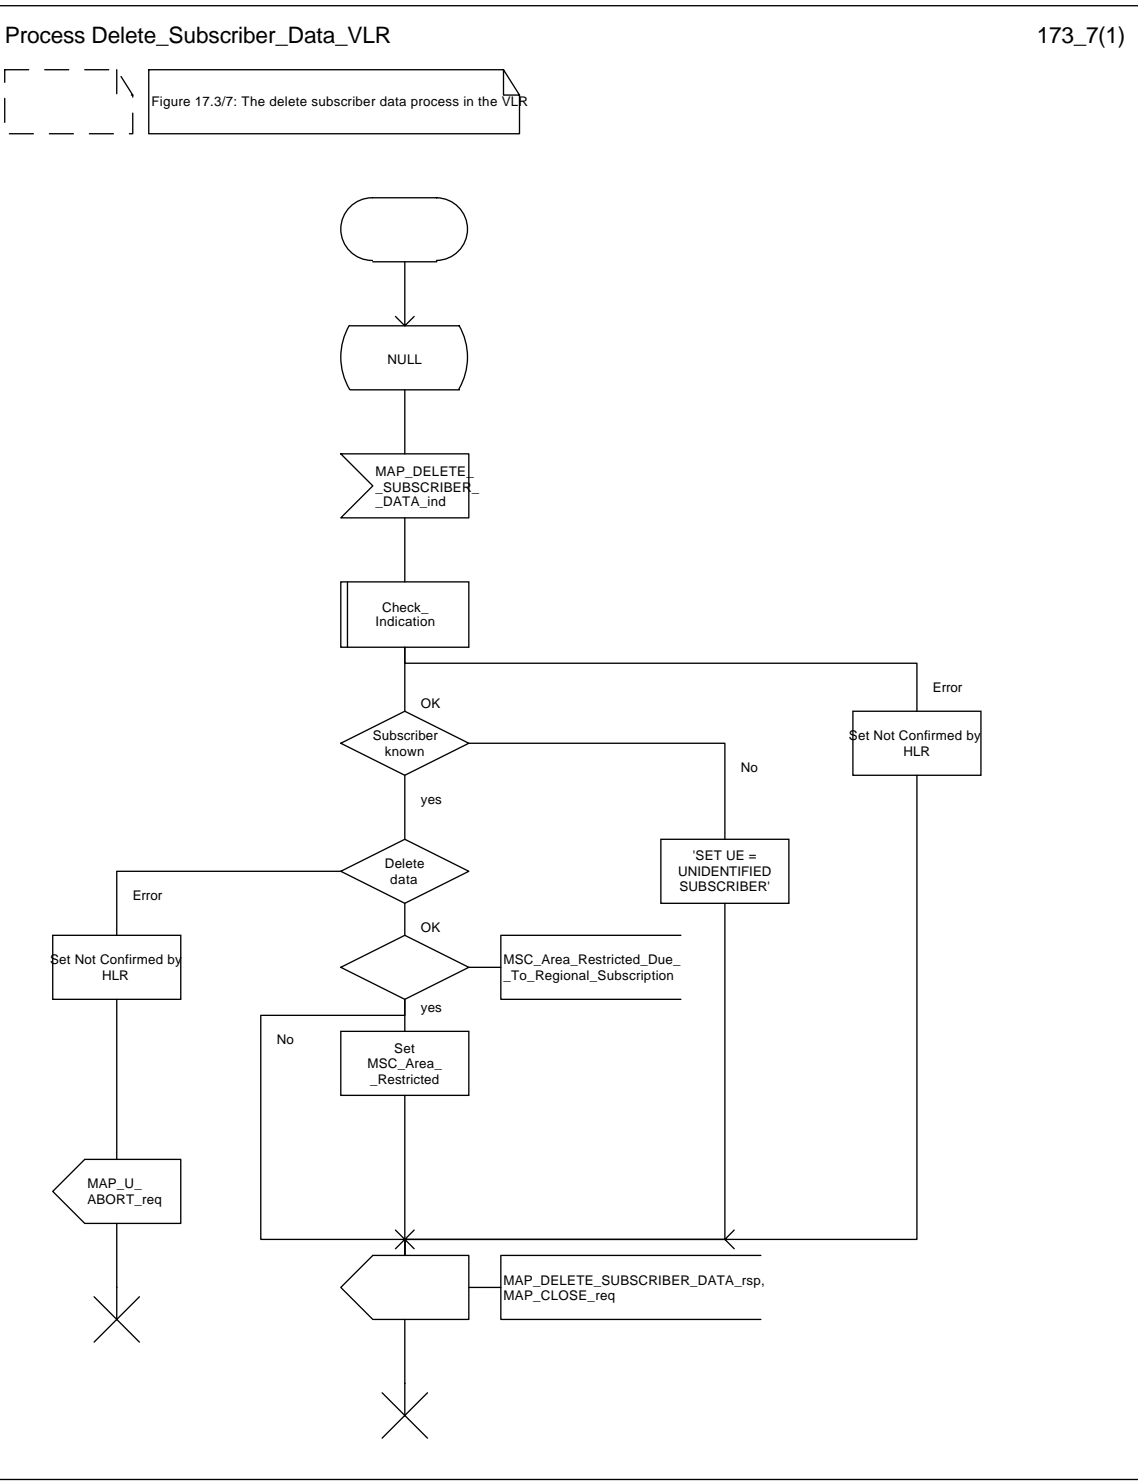 Process Delete_Subscriber_Data_VLR
173_7(1)
Figure 17.3/7: The delete subscriber data process in the VLR
NULL
MAP_DELETE_
_SUBSCRIBER_
_DATA_ind
Check_
Indication
Error
OK
Subscriber
known
Set Not Confirmed by
HLR
No
yes
Delete
data
'SET UE =
UNIDENTIFIED
SUBSCRIBER'
Error
OK
Set Not Confirmed by
HLR
MSC_Area_Restricted_Due_
_To_Regional_Subscription
yes
No
Set
MSC_Area_
_Restricted
MAP_U_
ABORT_req
MAP_DELETE_SUBSCRIBER_DATA_rsp,
MAP_CLOSE_req